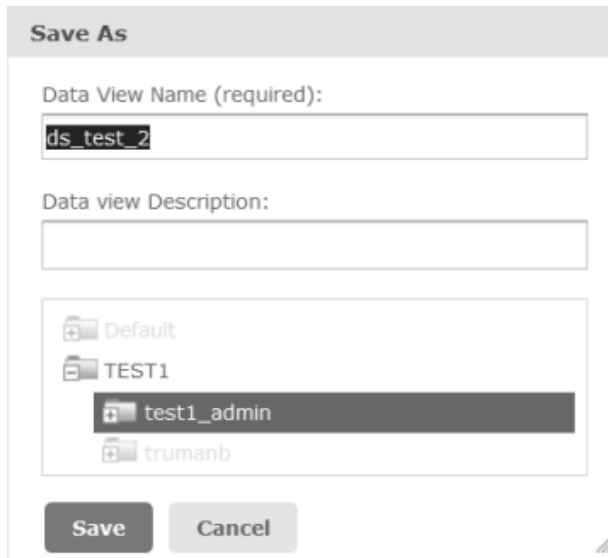 Save As
Data View Name (required):
ds_test_2
Data view Description:
Default
TEST1
test1_admin
trumanb
Save Cancel